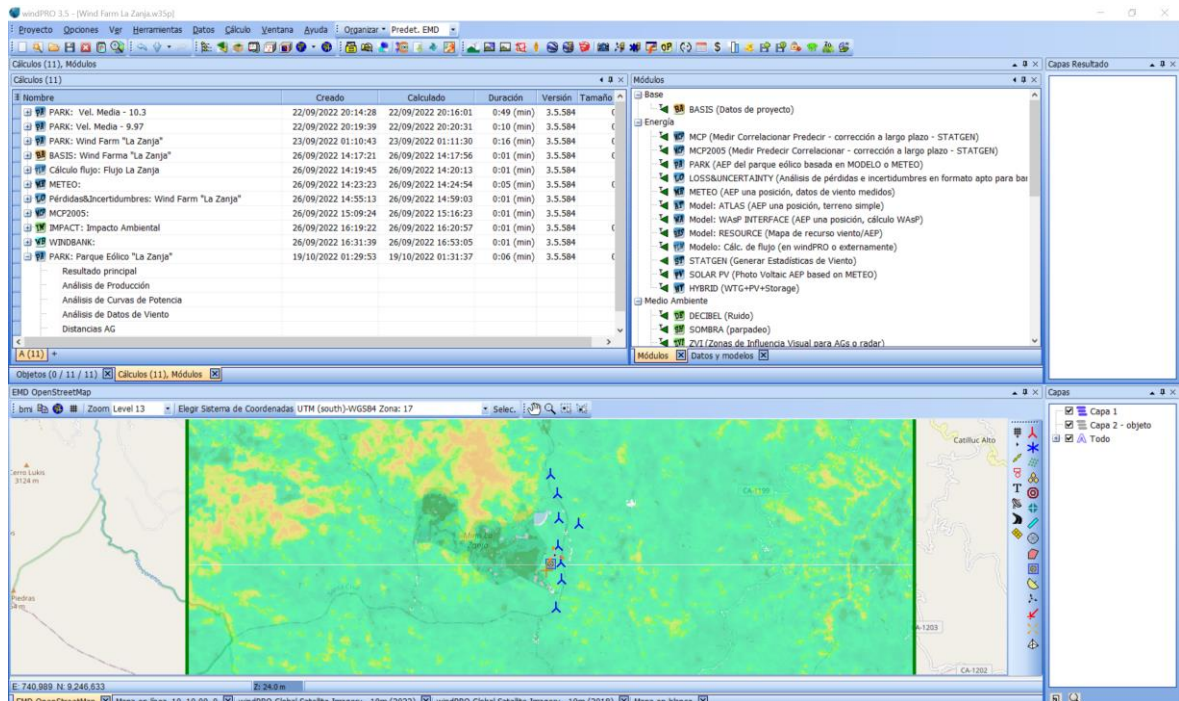 windPRO 3.5 - [Wind Farm La Zanja.w35p]
Proyecto Opciones Ver Herramientas Datos Cálculo Ventana Ayuda Organizar Predet. EMD
Cálculos (11), Módulos
Capas Resultado
Cálculos (11)
Módulos
Nombre Creado Calculado Duración Versión Tamaño
PARK: Vel. Media - 10.3 22/09/2022 20:14:28 22/09/2022 20:16:01 0:49 (min) 3.5.584
PARK: Vel. Media - 9.97 22/09/2022 20:19:39 22/09/2022 20:20:31 0:10 (min) 3.5.584
PARK: Wind Farm "La Zanja" 23/09/2022 01:10:43 23/09/2022 01:11:30 0:16 (min) 3.5.584
BASIS: Wind Farma "La Zanja" 26/09/2022 14:17:21 26/09/2022 14:17:56 0:01 (min) 3.5.584
Cálculo flujo: Flujo La Zanja 26/09/2022 14:19:45 26/09/2022 14:20:13 0:01 (min) 3.5.584
METEO: 26/09/2022 14:23:23 26/09/2022 14:24:54 0:05 (min) 3.5.584
Pérdidas&Incertidumbres: Wind Farm "La Zanja" 26/09/2022 14:55:13 26/09/2022 14:59:03 0:01 (min) 3.5.584
MCP2005: 26/09/2022 15:09:24 26/09/2022 15:16:23 0:01 (min) 3.5.584
IMPACT: Impacto Ambiental 26/09/2022 16:19:22 26/09/2022 16:20:57 0:01 (min) 3.5.584
WINDBANK: 26/09/2022 16:31:39 26/09/2022 16:53:05 0:01 (min) 3.5.584
PARK: Parque Eólico "La Zanja" 19/10/2022 01:29:53 19/10/2022 01:31:37 0:06 (min) 3.5.584
Resultado principal
Análisis de Producción
Análisis de Curvas de Potencia
Análisis de Datos de Viento
Distancias AG
A (11) +
Base
BASIS (Datos de proyecto)
Energía
MCP (Medir Correlacionar Predecir - corrección a largo plazo - STATGEN)
MCP2005 (Medir Predecir Correlacionar - corrección a largo plazo - STATGEN)
PARK (AEP del parque eólico basada en MODELO o METEO)
LOSS&UNCERTAINTY (Análisis de pérdidas e incertidumbres en formato apto para bar
METEO (AEP una posición, datos de viento medidos)
Model: ATLAS (AEP una posición, terreno simple)
Model: WAsP INTERFACE (AEP una posición, cálculo WAsP)
Model: RESOURCE (Mapa de recurso viento/AEP)
Modelo: Cálc. de flujo (en windPRO o externamente)
STATGEN (Generar Estadísticas de Viento)
SOLAR PV (Photo Voltaic AEP based on METEO)
HYBRID (WTG+PV+Storage)
Medio Ambiente
DECIBEL (Ruido)
SOMBRA (parpadeo)
ZVI (Zonas de Influencia Visual para AGs o radar)
Módulos Datos y modelos
Objetos (0 / 11 / 11) Cálculos (11), Módulos
EMD OpenStreetMap
Capas
bmi Zoom Level 13 Elegir Sistema de Coordenadas UTM (south)-WGS84 Zona: 17 Selec.
Capa 1
Capa 2 - objeto
Todo
Catilluc Alto
Cerro Lukis
3124 m
CA-1199
Piedras
CA-1203
CA-1202
E: 740,989 N: 9,246,633 Z: 24.0 m
EMD OpenStreetMap